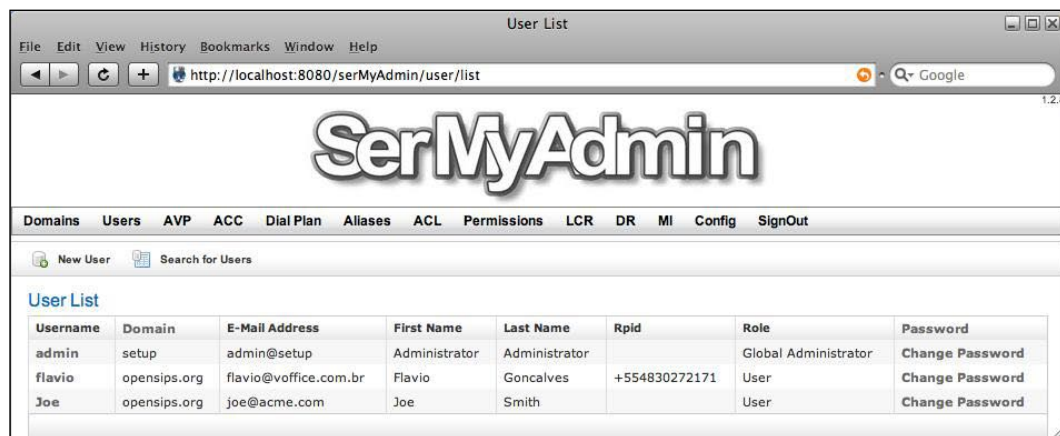 User List
File Edit View History Bookmarks Window Help
http://localhost:8080/serMyAdmin/user/list Google
1.2.
SerMyAdmin
Domains Users AVP ACC Dial Plan Aliases ACL Permissions LCR DR MI Config SignOut
New User Search for Users
User List
Username Domain E-Mail Address First Name Last Name Rpid Role Password
admin setup admin@setup Administrator Administrator Global Administrator Change Password
flavio opensips.org flavio@voffice.com.br Flavio Goncalves +554830272171 User Change Password
Joe opensips.org joe@acme.com Joe Smith User Change Password